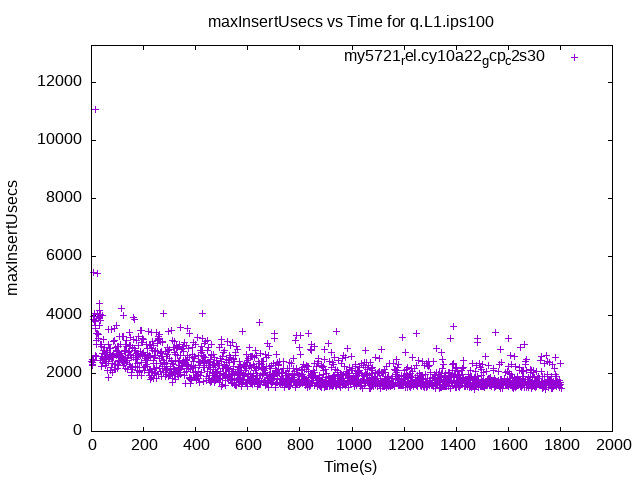 maxInsertUsecs vs Time for q.L1.ips100
my5721rel.cy10a22gcpc2s30
12000
10000
8000
6000
4000
2000
0
maxInsertUsecs
0 200 400 600 800 1000 1200 1400 1600 1800 2000
Time(s)